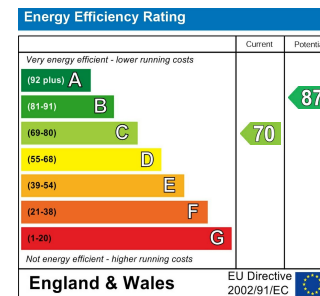 Energy Efficiency Rating
Current Potentia
Very energy efficient - lower running costs
(92 plus) A
(81-91) B
87
(69-80) C
70
(55-68) D
(39-54) E
(21-38) F
(1-20) G
Not energy efficient - higher running costs
England & Wales
EU Directive
2002/91/EC